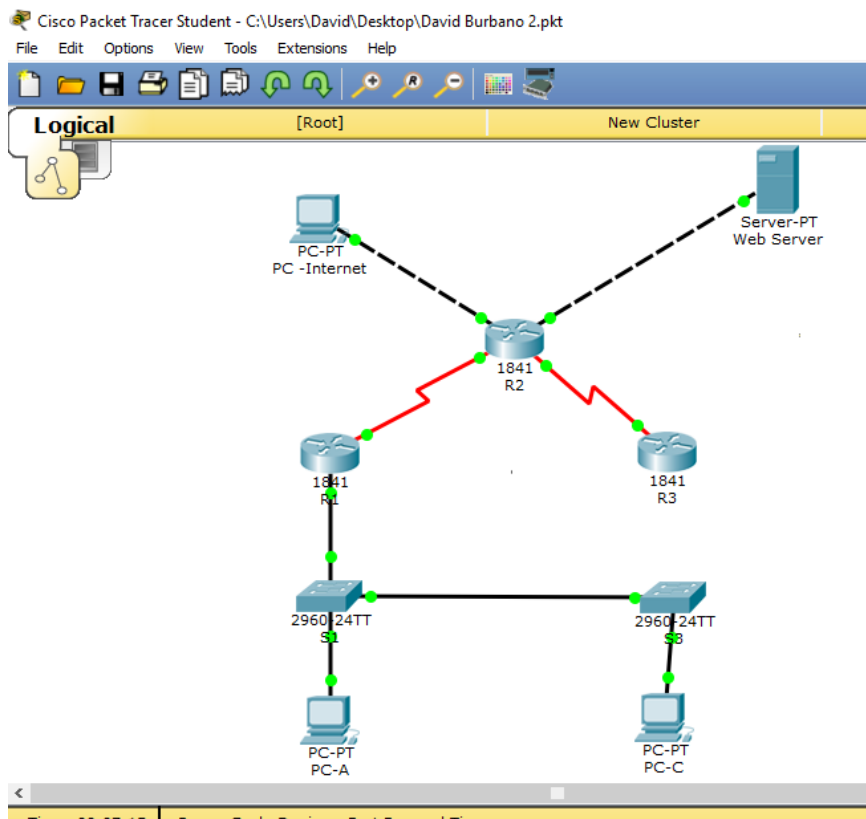 Cisco Packet Tracer Student - C:\Users\David\Desktop\David Burbano 2.pkt
File Edit Options View Tools Extensions Help
Logical [Root] New Cluster
PC-PT
PC -Internet
Server-PT
Web Server
1841
R2
1841
R1
1841
R3
2960-24TT
S1
2960-24TT
S3
PC-PT
PC-A
PC-PT
PC-C